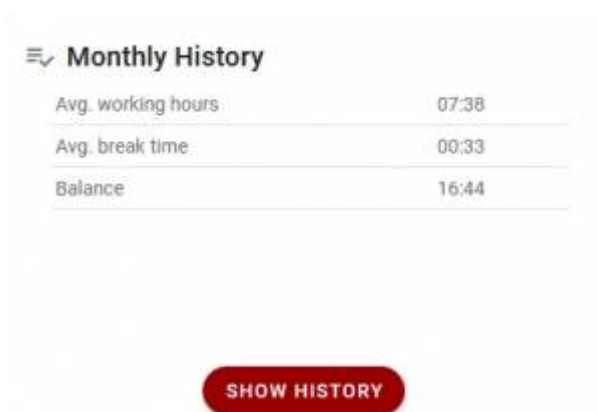 Monthly History
Avg. working hours 07:38
Avg. break time 00:33
Balance 16:44
SHOW HISTORY